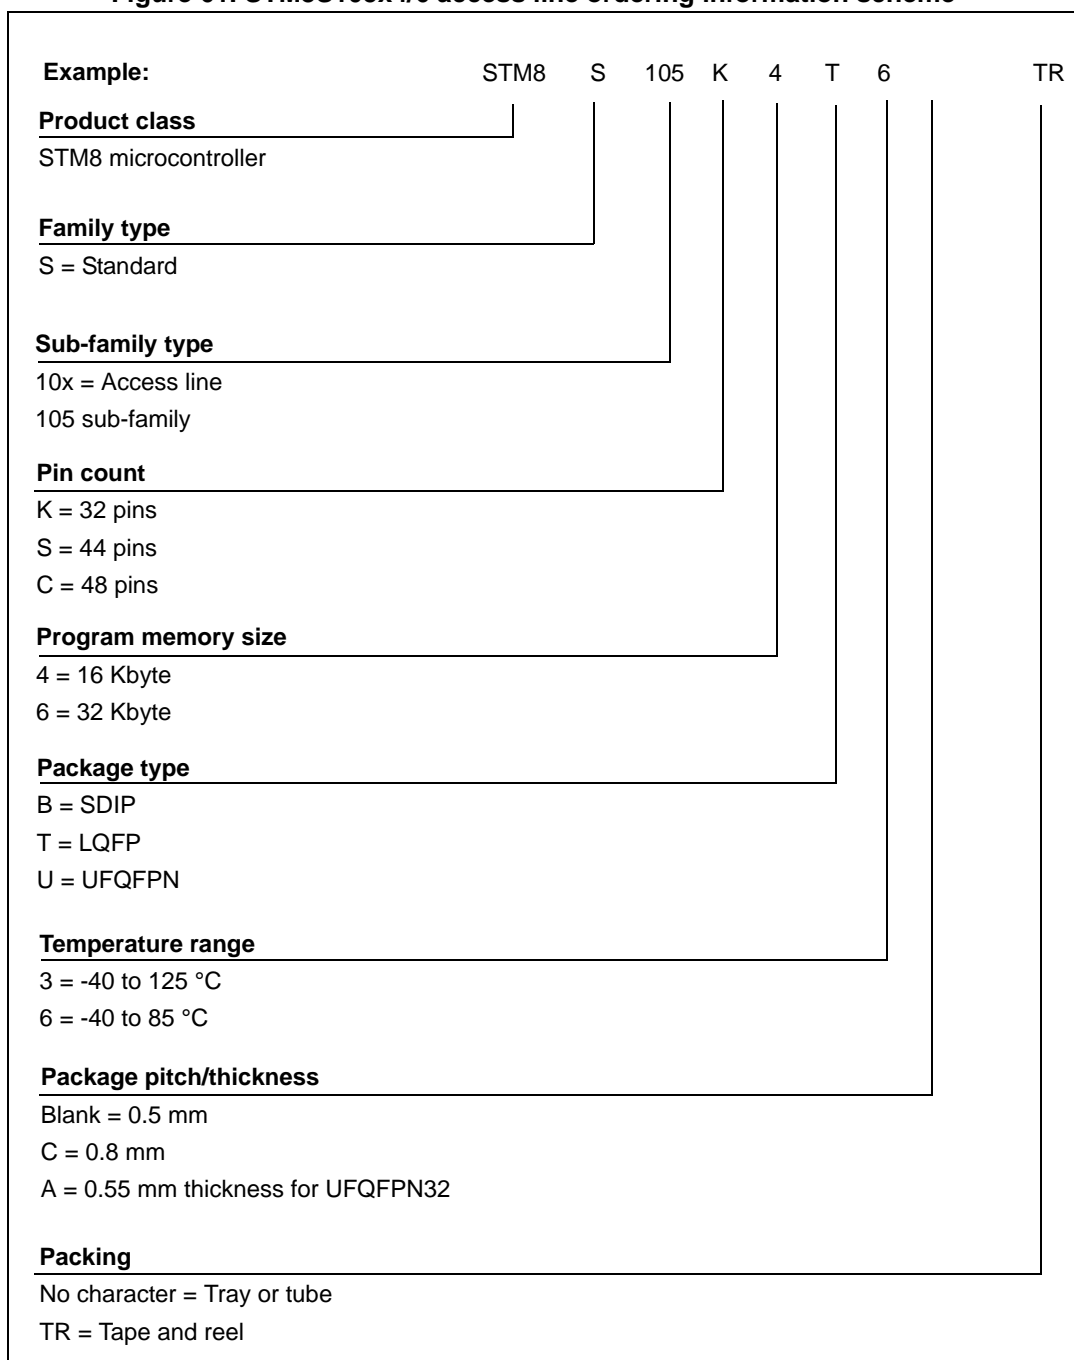 Example: STM8 S 105 K 4 T 6 TR
Product class
STM8 microcontroller
Family type
S = Standard
Sub-family type
10x = Access line
105 sub-family
Pin count
K = 32 pins
S = 44 pins
C = 48 pins
Program memory size
4 = 16 Kbyte
6 = 32 Kbyte
Package type
B = SDIP
T = LQFP
U = UFQFPN
Temperature range
3 = -40 to 125 °C
6 = -40 to 85 °C
Package pitch/thickness
Blank = 0.5 mm
C = 0.8 mm
A = 0.55 mm thickness for UFQFPN32
Packing
No character = Tray or tube
TR = Tape and reel